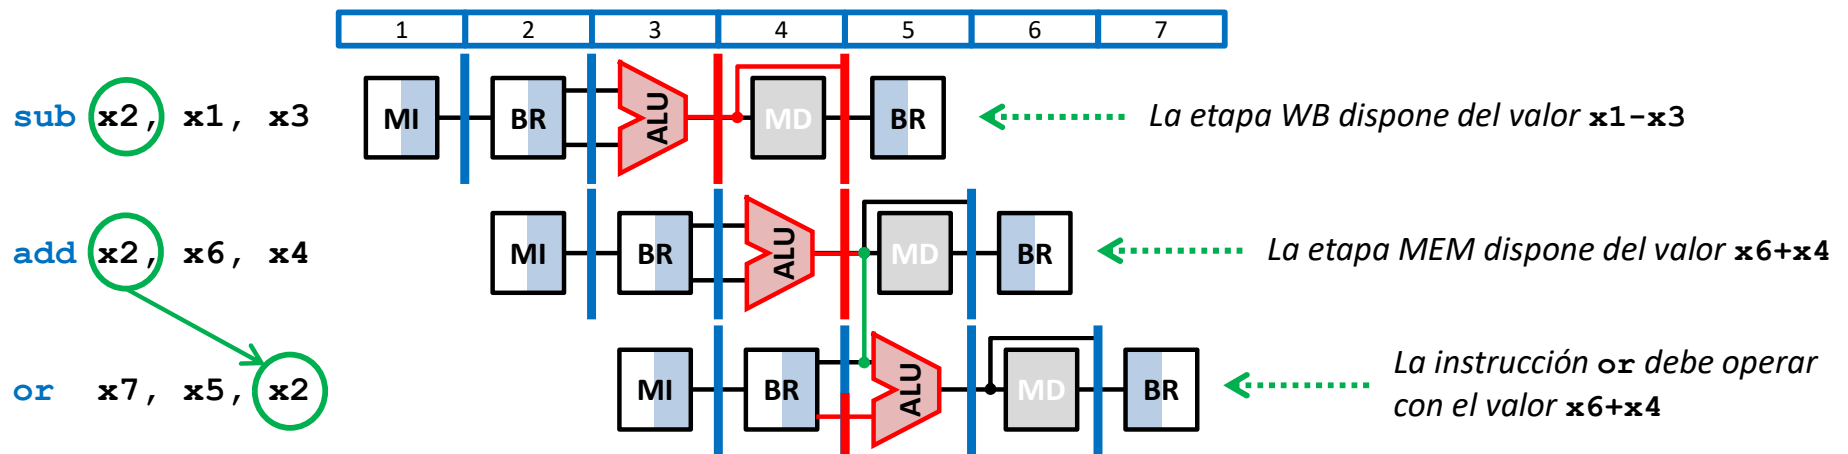 1 2 3 4 5 6 7
sub x2, x1, x3 MI BR ALU MD BR La etapa WB dispone del valor x1-x3
add x2, x6, x4 MI BR ALU MD BR La etapa MEM dispone del valor x6+x4
or x7, x5, x2 MI BR ALU MD BR La instrucción or debe operar
con el valor x6+x4